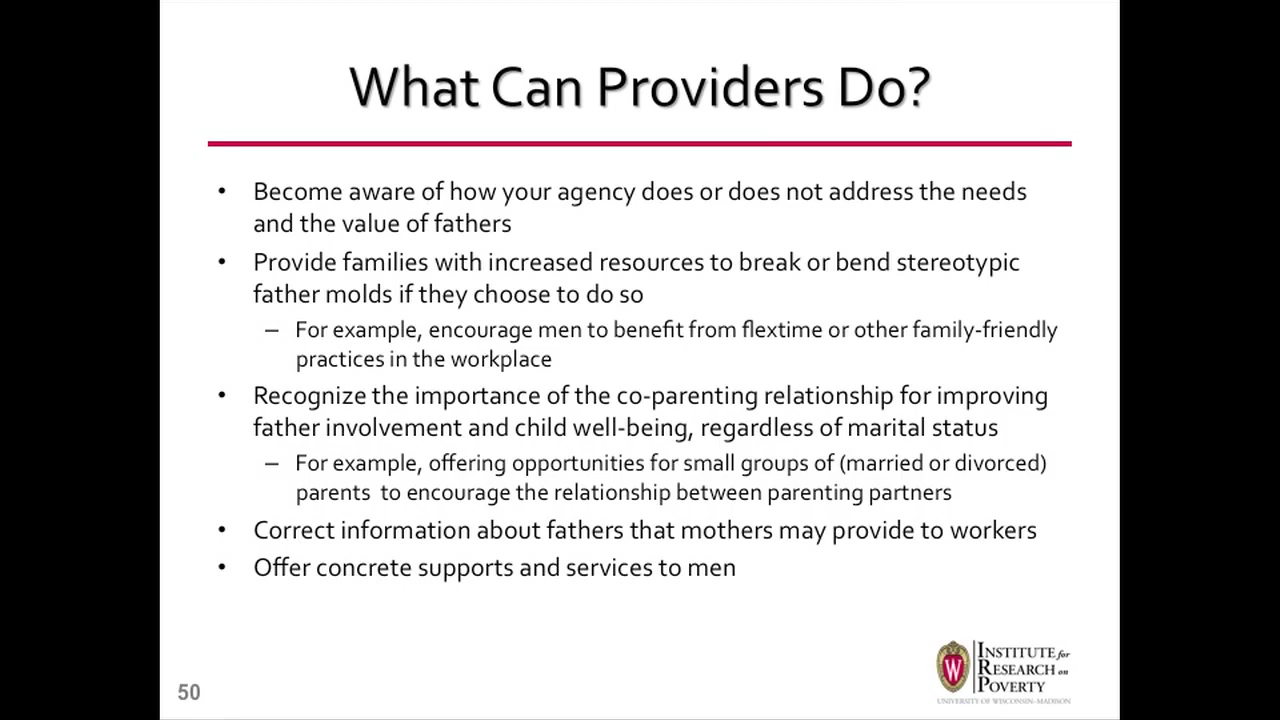 What Can Providers Do?
• Become aware of how your agency does or does not address the needs
and the value of fathers
• Provide families with increased resources to break or bend stereotypic
father molds if they choose to do so
– For example, encourage men to benefit from flextime or other family-friendly
practices in the workplace
• Recognize the importance of the co-parenting relationship for improving
father involvement and child well-being, regardless of marital status
– For example, offering opportunities for small groups of (married or divorced)
parents  to encourage the relationship between parenting partners
• Correct information about fathers that mothers may provide to workers
• Offer concrete supports and services to men
50
W
INSTITUTE for
RESEARCH on
POVERTY
UNIVERSITY OF WISCONSIN–MADISON